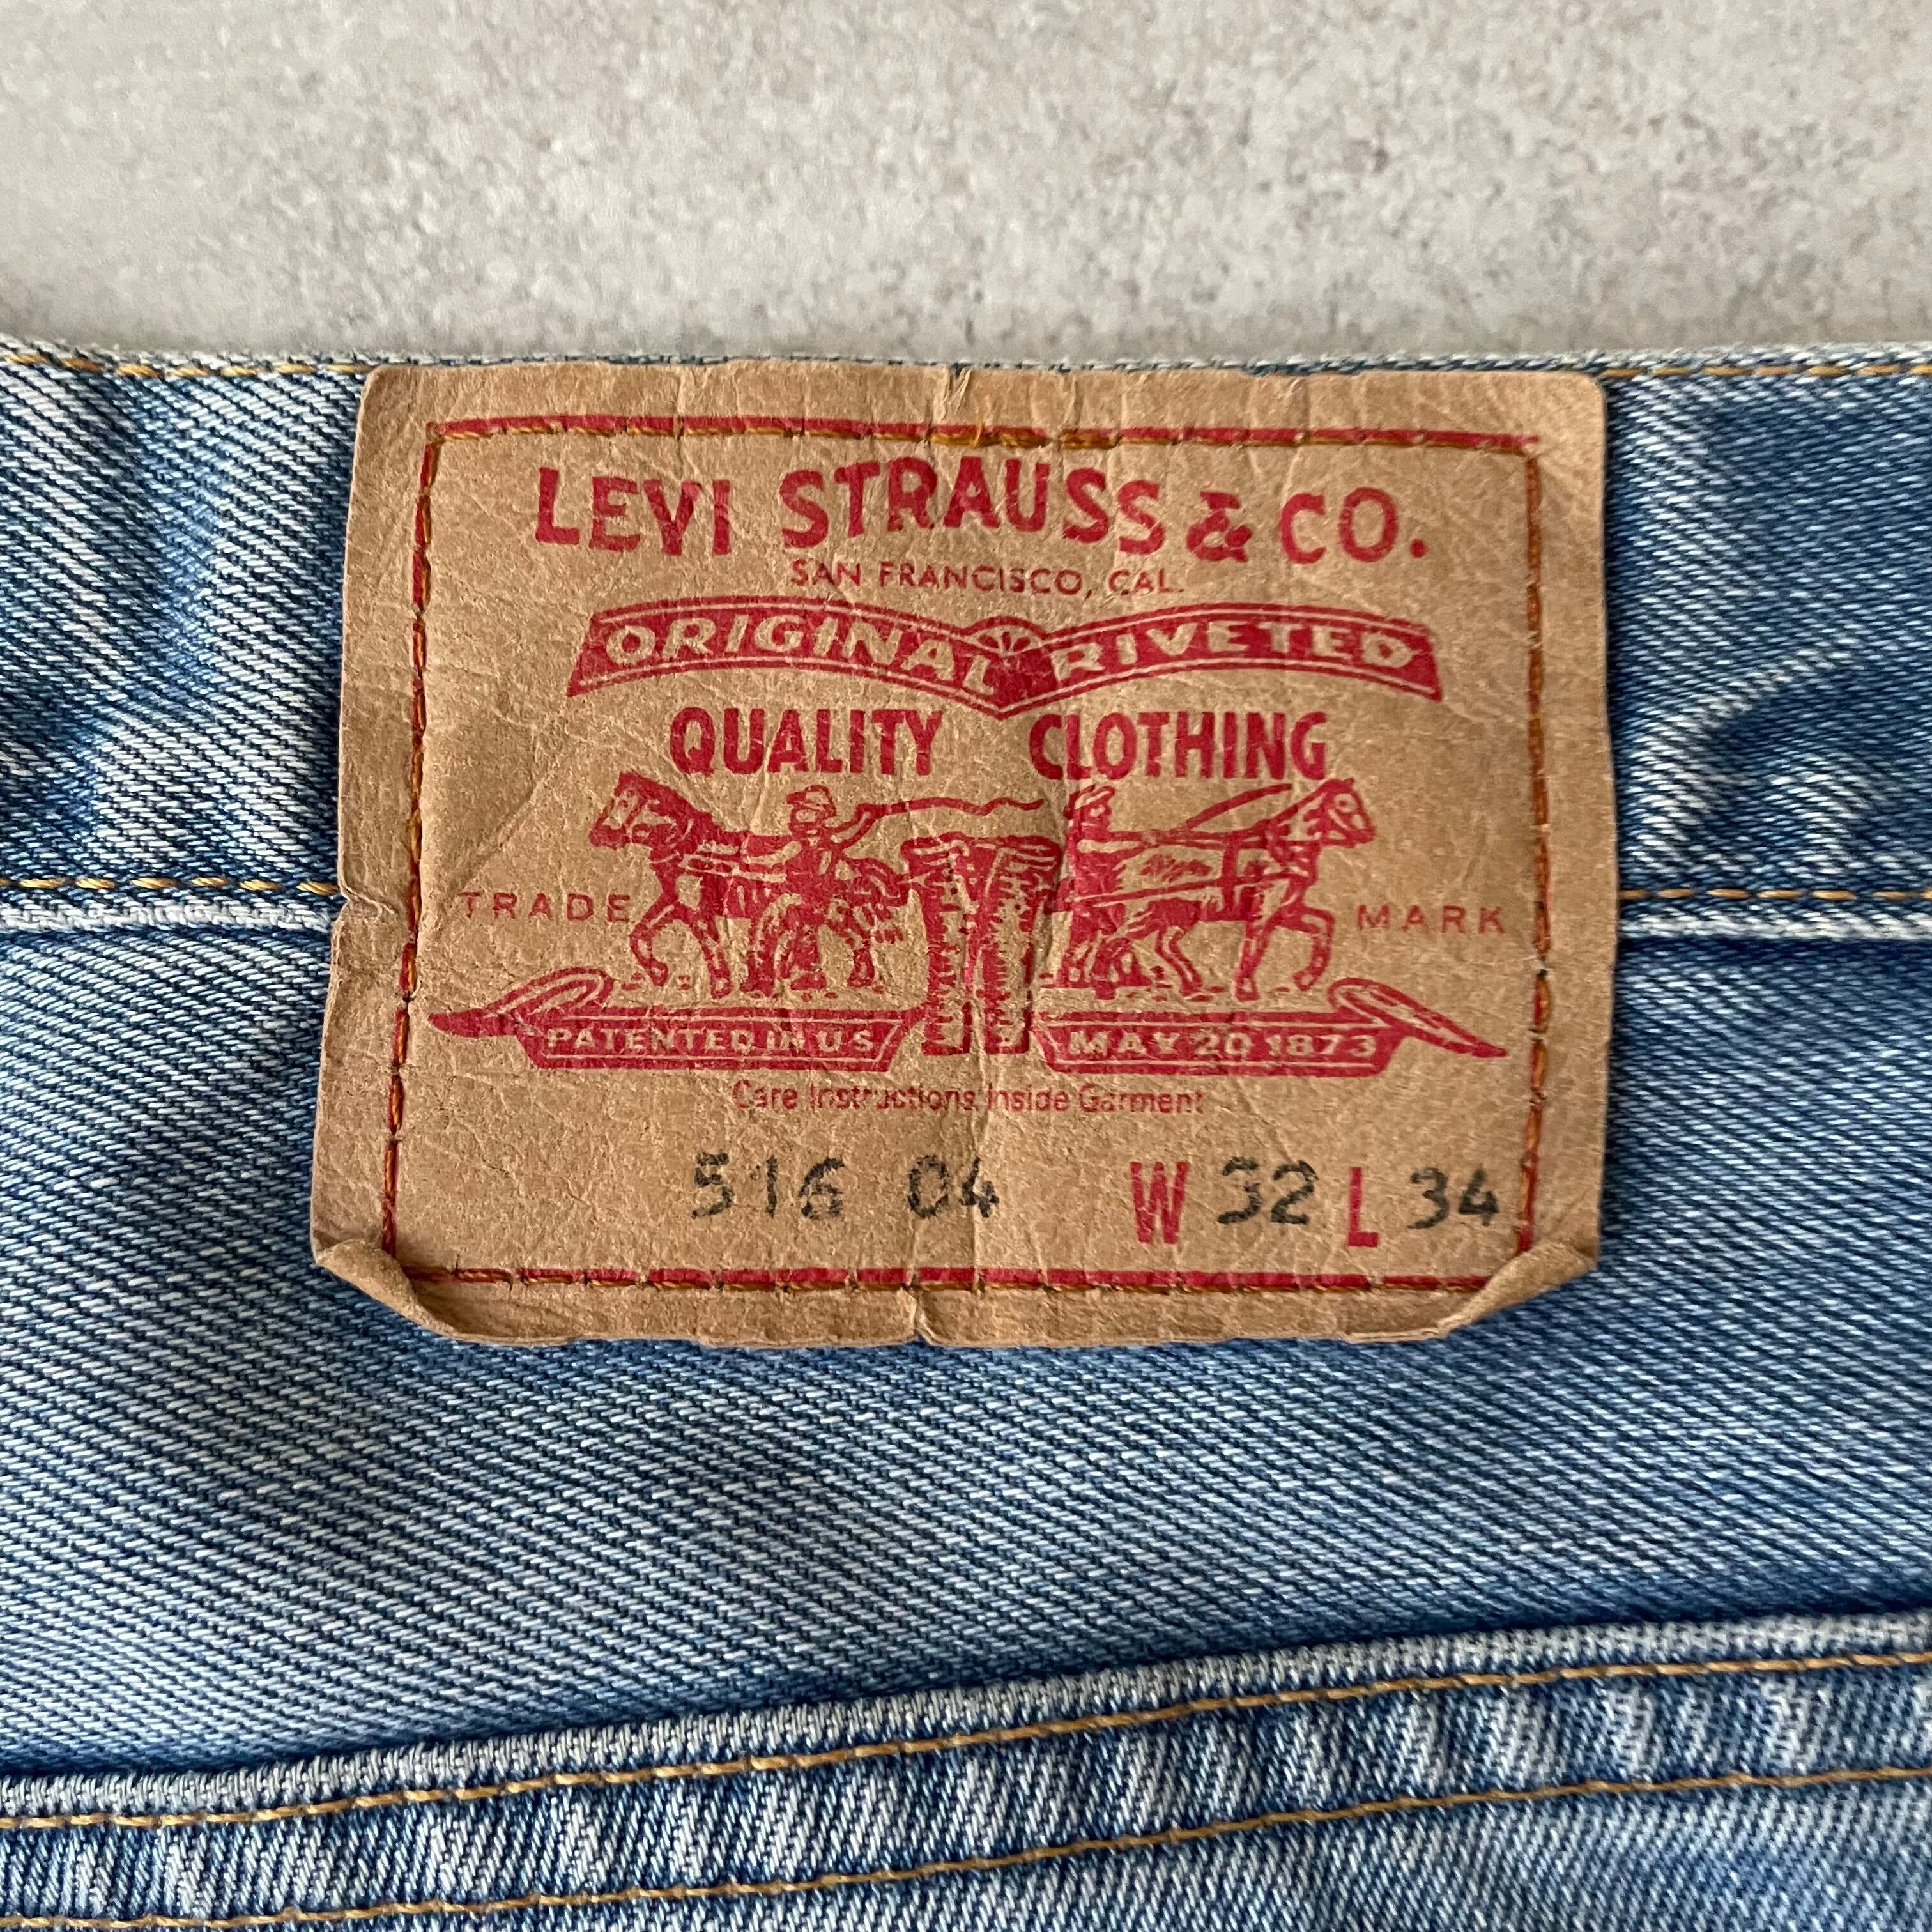 LEVI STRAUSS & CO.
SAN FRANCISCO, CAL.
ORIGINAL RIVETED
QUALITY CLOTHING
TRADE MARK
PATENTED IN U S MAY 20 1873
Care Instructions Inside Garment
516 04 W 32 L 34